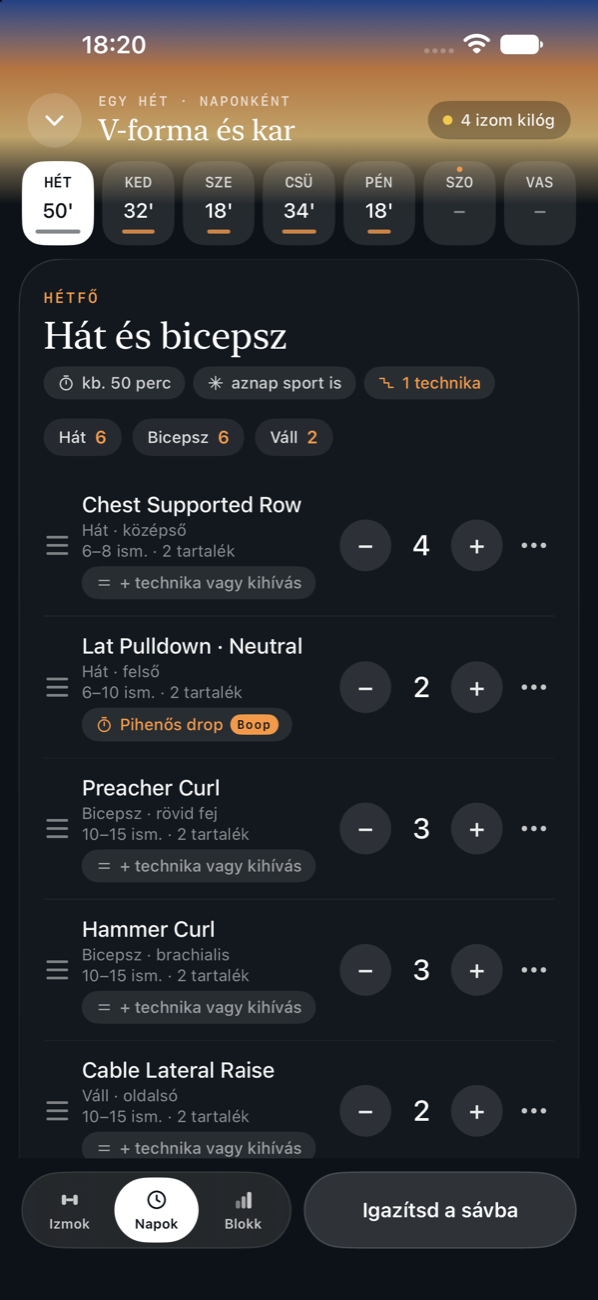 18:20
EGY HÉT · NAPONKÉNT
V-forma és kar
4 izom kilóg
HÉT KED SZE CSÜ PÉN SZO VAS
50' 32' 18' 34' 18' – –
HÉTFŐ
Hát és bicepsz
kb. 50 perc aznap sport is 1 technika
Hát 6 Bicepsz 6 Váll 2
Chest Supported Row
Hát · középső
6–8 ism. · 2 tartalék
+ technika vagy kihívás
− 4 +
Lat Pulldown · Neutral
Hát · felső
6–10 ism. · 2 tartalék
Pihenős drop Boop
− 2 +
Preacher Curl
Bicepsz · rövid fej
10–15 ism. · 2 tartalék
+ technika vagy kihívás
− 3 +
Hammer Curl
Bicepsz · brachialis
10–15 ism. · 2 tartalék
+ technika vagy kihívás
− 3 +
Cable Lateral Raise
Váll · oldalsó
10–15 ism. · 2 tartalék
+ technika vagy kihívás
− 2 +
Izmok Napok Blokk
Igazítsd a sávba